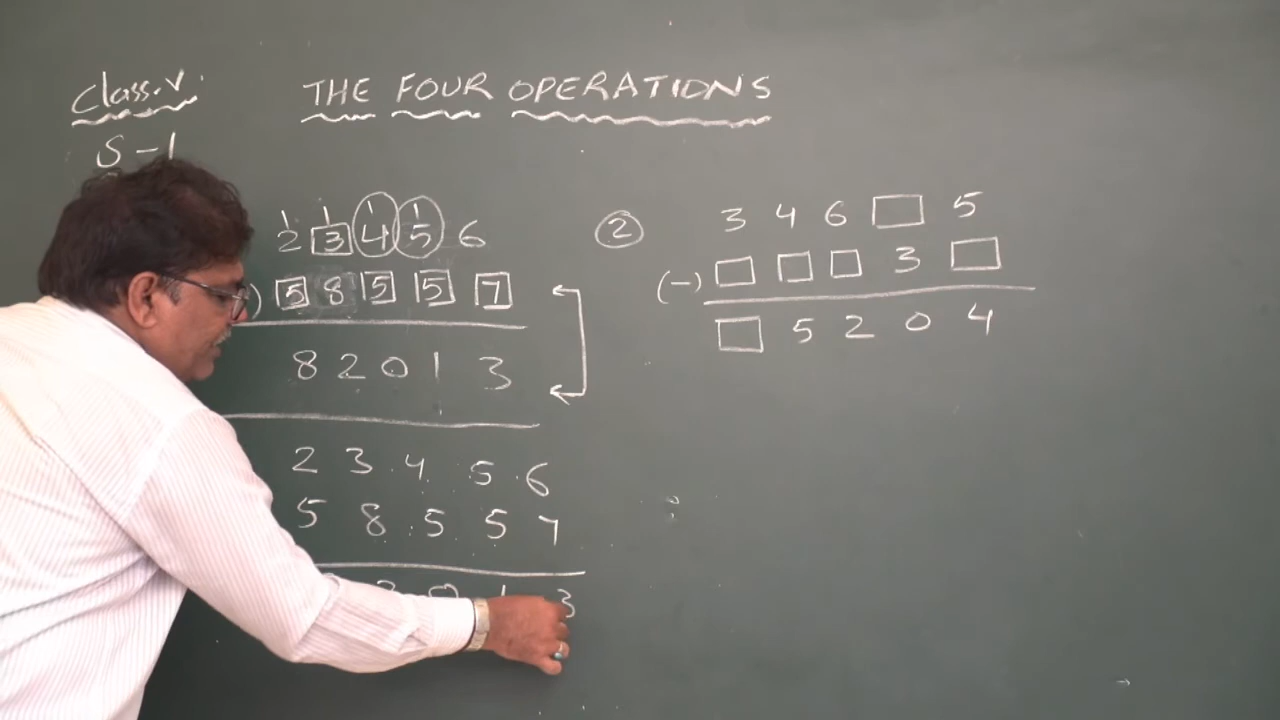 Class-V. THE FOUR OPERATIONS
S-1
1 1 1 1
2 3 4 5 6
) 5 8 5 5 7
8 2 0 1 3
2 3 4 5 6
5 8 5 5 7
2 0 1 3
② 3 4 6 □ 5
(-) □ □ □ 3 □
□ 5 2 0 4